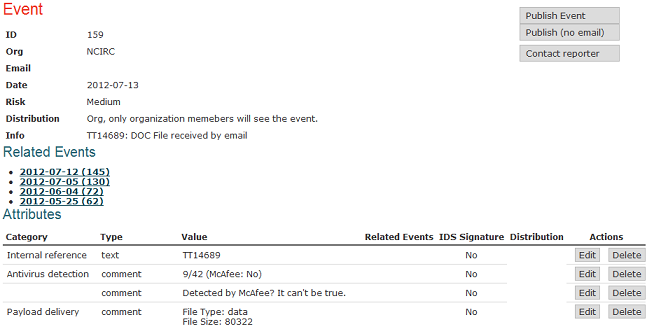 Event
Publish Event
Publish (no email)
Contact reporter
ID 159
Org NCIRC
Email
Date 2012-07-13
Risk Medium
Distribution Org, only organization memebers will see the event.
Info TT14689: DOC File received by email
Related Events
2012-07-12 (145)
2012-07-05 (130)
2012-06-04 (72)
2012-05-25 (62)
Attributes
Category Type Value Related Events IDS Signature Distribution Actions
Internal reference text TT14689 No Edit Delete
Antivirus detection comment 9/42 (McAfee: No) No Edit Delete
comment Detected by McAfee? It can't be true. No Edit Delete
Payload delivery comment File Type: data No Edit Delete
File Size: 80322